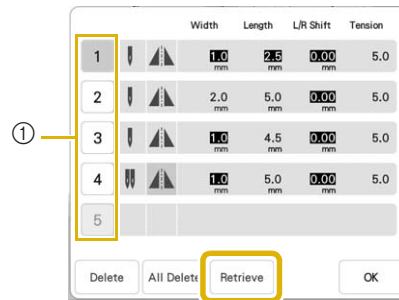 Width Length L/R Shift Tension
1 1.0 mm 2.5 mm 0.00 mm 5.0
2 2.0 mm 5.0 mm 0.00 mm 5.0
① 3 1.0 mm 4.5 mm 0.00 mm 5.0
4 1.0 mm 5.0 mm 0.00 mm 5.0
5
Delete All Delete Retrieve OK